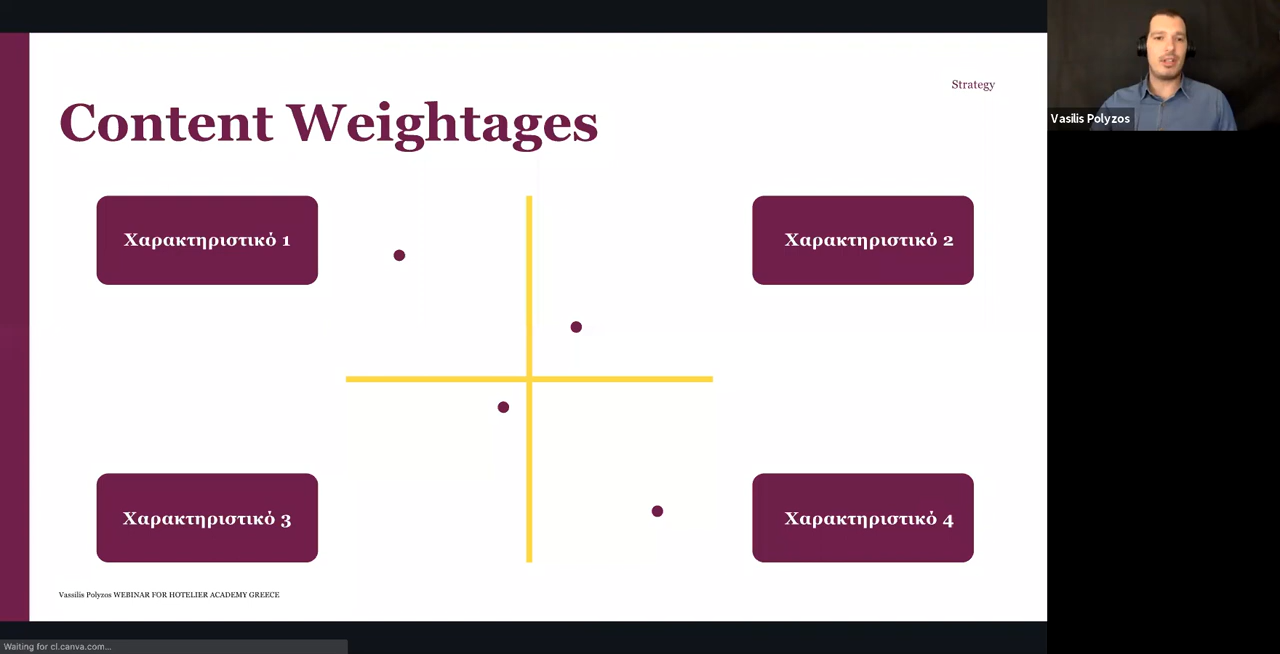 Strategy
Content Weightages
Χαρακτηριστικό 1
Χαρακτηριστικό 2
Χαρακτηριστικό 3
Χαρακτηριστικό 4
Vassilis Polyzos WEBINAR FOR HOTELIER ACADEMY GREECE
Waiting for cl.canva.com...
Vasilis Polyzos